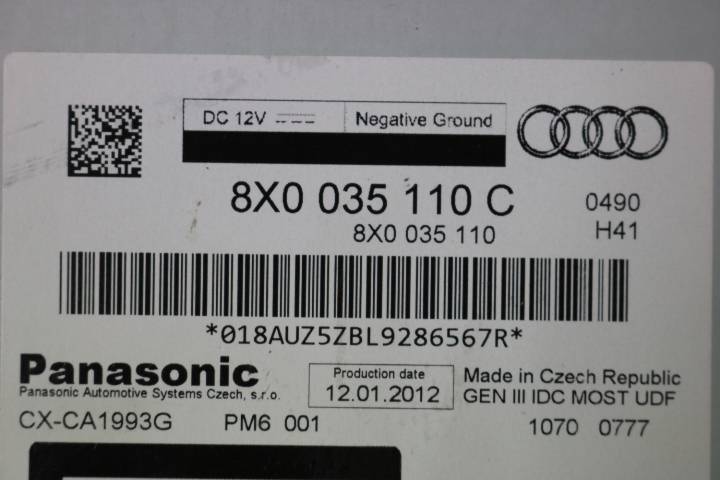 DC 12V Negative Ground
8X0 035 110 C 0490
8X0 035 110 H41
*018AUZ5ZBL9286567R*
Panasonic
Panasonic Automotive Systems Czech, s.r.o.
Production date
12.01.2012
Made in Czech Republic
GEN III IDC MOST UDF
CX-CA1993G PM6 001 1070 0777